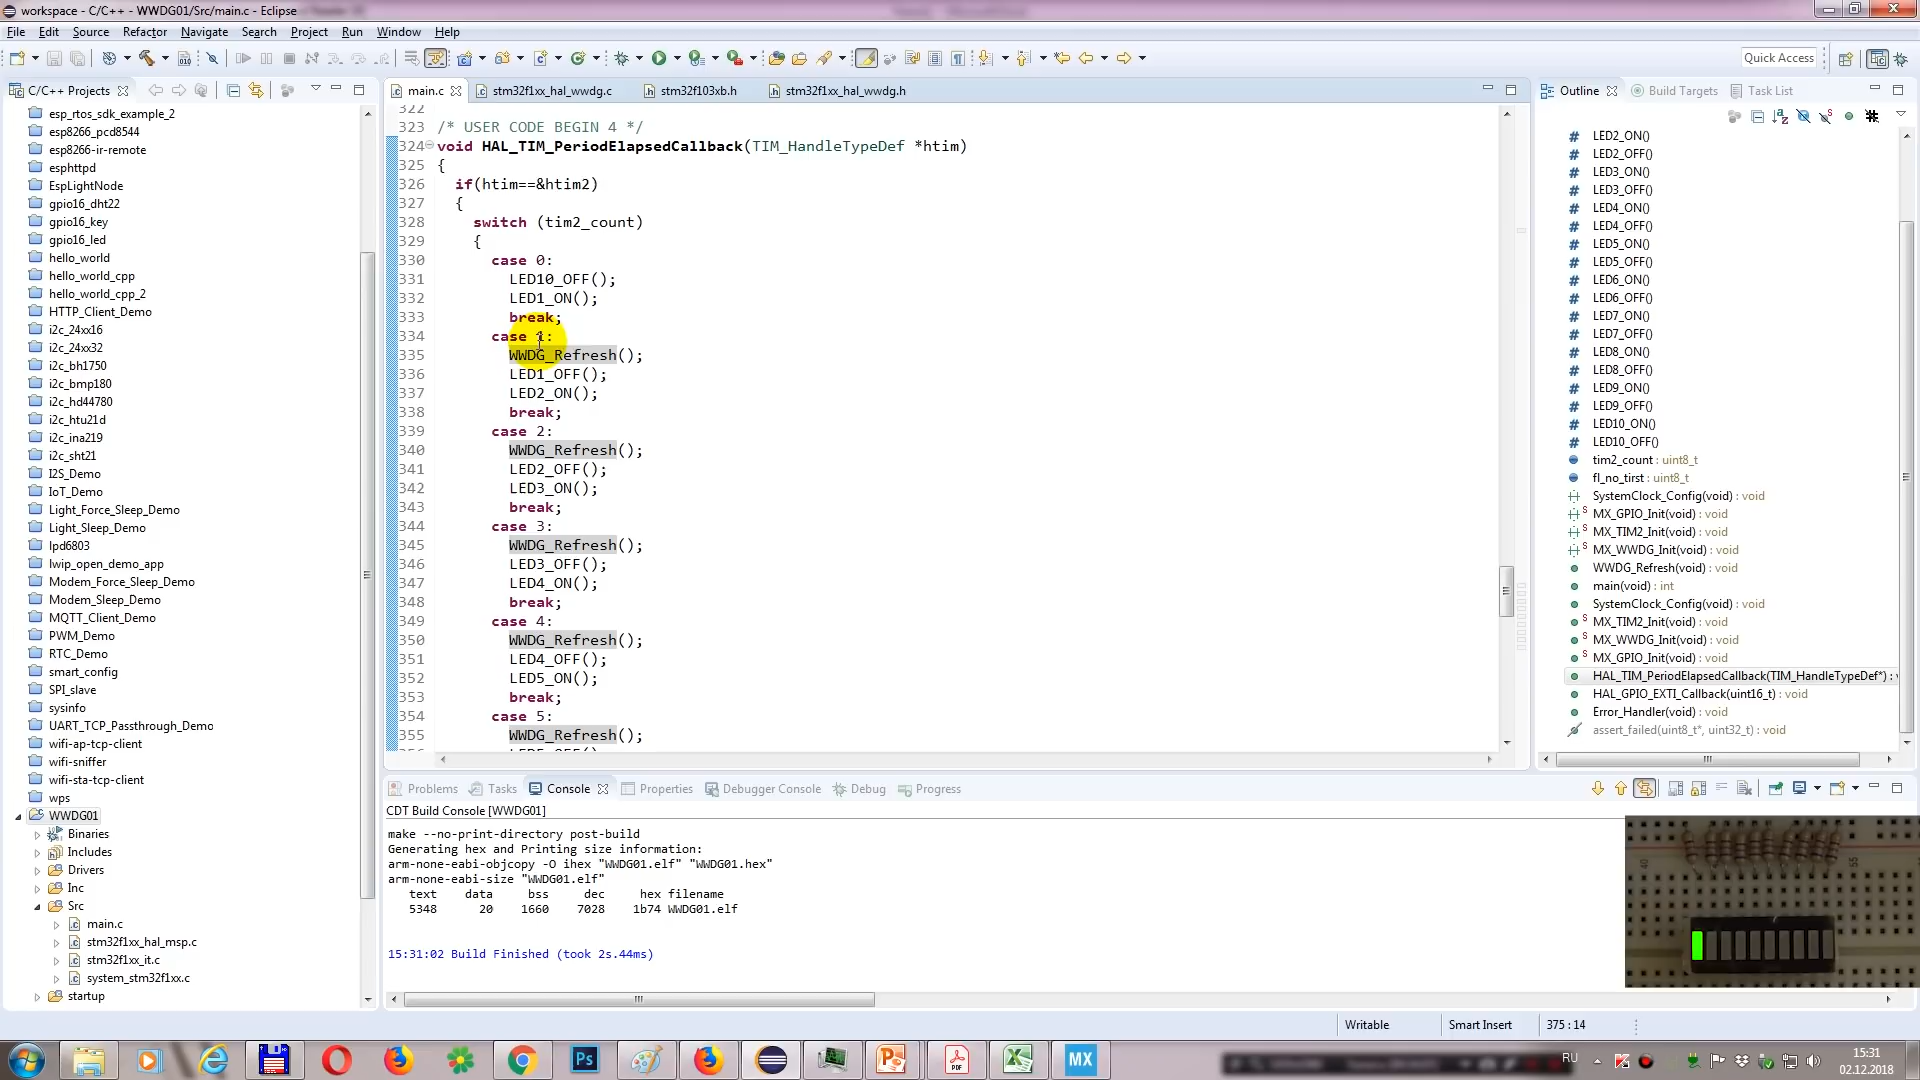 workspace - C/C++ - WWDG01/Src/main.c - Eclipse
File Edit Source Refactor Navigate Search Project Run Window Help
Quick Access
C/C++ Projects
esp_rtos_sdk_example_2
esp8266_pcd8544
esp8266-ir-remote
esphttpd
EspLightNode
gpio16_dht22
gpio16_key
gpio16_led
hello_world
hello_world_cpp
hello_world_cpp_2
HTTP_Client_Demo
i2c_24xx16
i2c_24xx32
i2c_bh1750
i2c_bmp180
i2c_hd44780
i2c_htu21d
i2c_ina219
i2c_sht21
I2S_Demo
IoT_Demo
Light_Force_Sleep_Demo
Light_Sleep_Demo
lpd6803
lwip_open_demo_app
Modem_Force_Sleep_Demo
Modem_Sleep_Demo
MQTT_Client_Demo
PWM_Demo
RTC_Demo
smart_config
SPI_slave
sysinfo
UART_TCP_Passthrough_Demo
wifi-ap-tcp-client
wifi-sniffer
wifi-sta-tcp-client
wps
WWDG01
Binaries
Includes
Drivers
Inc
Src
main.c
stm32f1xx_hal_msp.c
stm32f1xx_it.c
system_stm32f1xx.c
startup
main.c stm32f1xx_hal_wwdg.c stm32f103xb.h stm32f1xx_hal_wwdg.h
322
323 /* USER CODE BEGIN 4 */
324 void HAL_TIM_PeriodElapsedCallback(TIM_HandleTypeDef *htim)
325 {
326 if(htim==&htim2)
327 {
328 switch (tim2_count)
329 {
330 case 0:
331 LED10_OFF();
332 LED1_ON();
333 break;
334 case 1:
335 WWDG_Refresh();
336 LED1_OFF();
337 LED2_ON();
338 break;
339 case 2:
340 WWDG_Refresh();
341 LED2_OFF();
342 LED3_ON();
343 break;
344 case 3:
345 WWDG_Refresh();
346 LED3_OFF();
347 LED4_ON();
348 break;
349 case 4:
350 WWDG_Refresh();
351 LED4_OFF();
352 LED5_ON();
353 break;
354 case 5:
355 WWDG_Refresh();
Outline Build Targets Task List
LED2_ON()
LED2_OFF()
LED3_ON()
LED3_OFF()
LED4_ON()
LED4_OFF()
LED5_ON()
LED5_OFF()
LED6_ON()
LED6_OFF()
LED7_ON()
LED7_OFF()
LED8_ON()
LED8_OFF()
LED9_ON()
LED9_OFF()
LED10_ON()
LED10_OFF()
tim2_count : uint8_t
fl_no_tirst : uint8_t
SystemClock_Config(void) : void
MX_GPIO_Init(void) : void
MX_TIM2_Init(void) : void
MX_WWDG_Init(void) : void
WWDG_Refresh(void) : void
main(void) : int
SystemClock_Config(void) : void
MX_TIM2_Init(void) : void
MX_WWDG_Init(void) : void
MX_GPIO_Init(void) : void
HAL_TIM_PeriodElapsedCallback(TIM_HandleTypeDef*) :
HAL_GPIO_EXTI_Callback(uint16_t) : void
Error_Handler(void) : void
assert_failed(uint8_t*, uint32_t) : void
Problems Tasks Console Properties Debugger Console Debug Progress
CDT Build Console [WWDG01]
make --no-print-directory post-build
Generating hex and Printing size information:
arm-none-eabi-objcopy -O ihex "WWDG01.elf" "WWDG01.hex"
arm-none-eabi-size "WWDG01.elf"
text data bss dec hex filename
5348 20 1660 7028 1b74 WWDG01.elf
15:31:02 Build Finished (took 2s.44ms)
Writable Smart Insert 375 : 14
Ps PDF MX
RU
15:31
02.12.2018